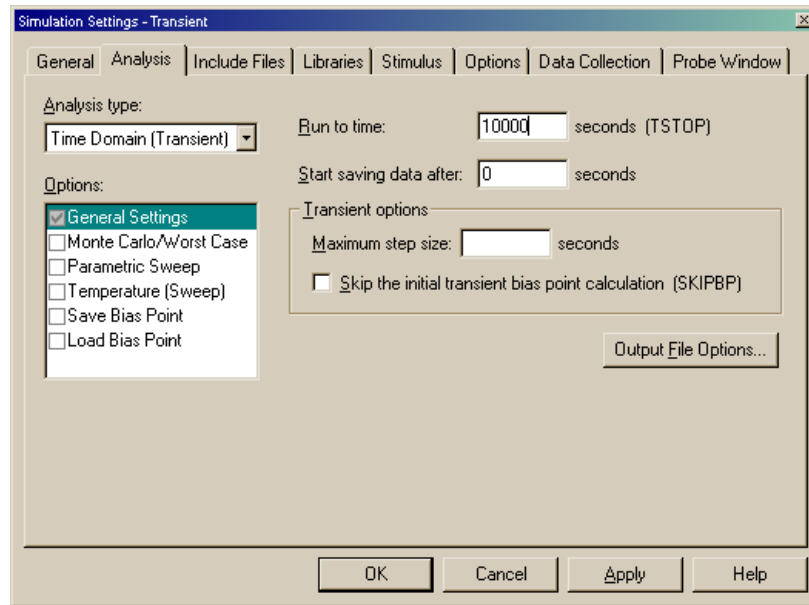 Simulation Settings - Transient
General Analysis Include Files Libraries Stimulus Options Data Collection Probe Window
Analysis type:
Time Domain (Transient)
Options:
General Settings
Monte Carlo/Worst Case
Parametric Sweep
Temperature (Sweep)
Save Bias Point
Load Bias Point
Run to time: 10000 seconds (TSTOP)
Start saving data after: 0 seconds
Transient options
Maximum step size: seconds
Skip the initial transient bias point calculation (SKIPBP)
Output File Options...
OK Cancel Apply Help